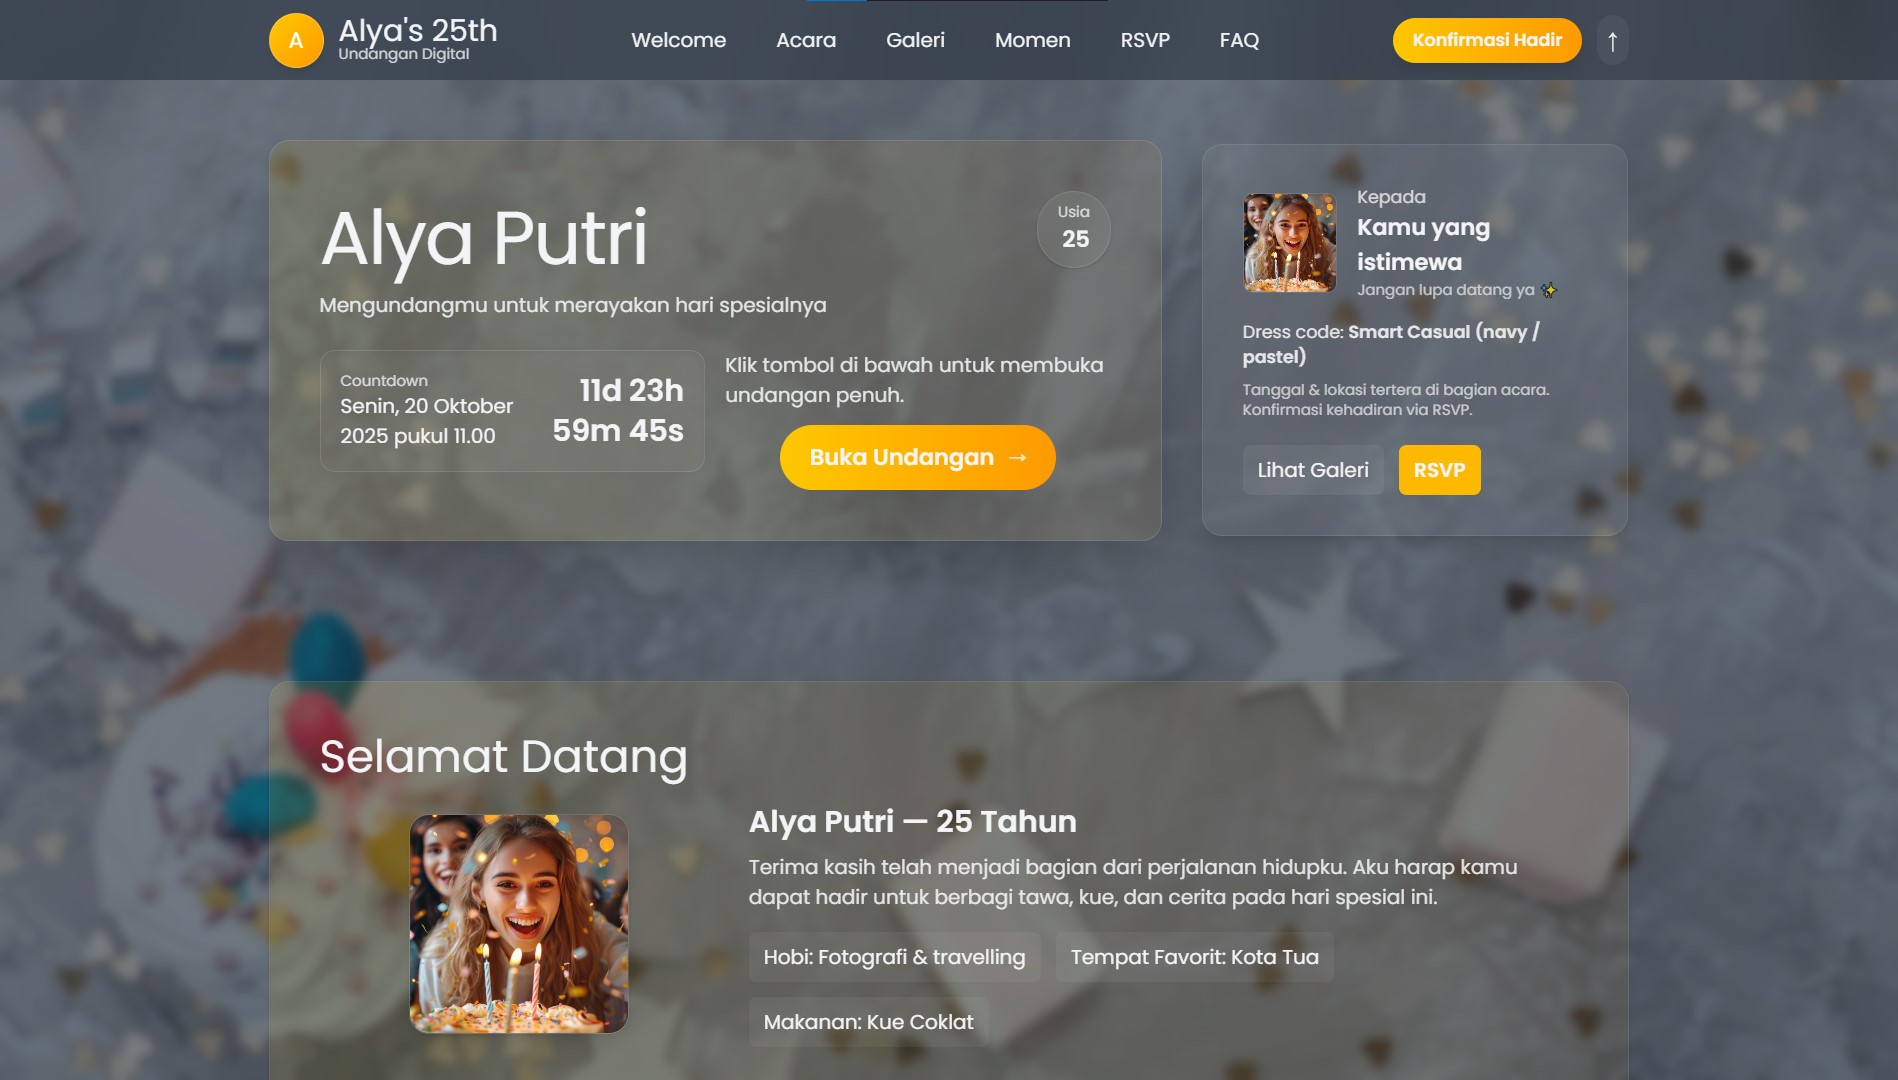 A
Alya's 25th
Undangan Digital
Welcome
Acara
Galeri
Momen
RSVP
FAQ
Konfirmasi Hadir
↑
Alya Putri
Mengundangmu untuk merayakan hari spesialnya
Usia
25
Countdown
Senin, 20 Oktober
2025 pukul 11.00
11d 23h
59m 45s
Klik tombol di bawah untuk membuka
undangan penuh.
Buka Undangan →
Kepada
Kamu yang
istimewa
Jangan lupa datang ya ✨
Dress code: Smart Casual (navy /
pastel)
Tanggal & lokasi tertera di bagian acara.
Konfirmasi kehadiran via RSVP.
Lihat Galeri
RSVP
Selamat Datang
Alya Putri — 25 Tahun
Terima kasih telah menjadi bagian dari perjalanan hidupku. Aku harap kamu
dapat hadir untuk berbagi tawa, kue, dan cerita pada hari spesial ini.
Hobi: Fotografi & travelling
Tempat Favorit: Kota Tua
Makanan: Kue Coklat